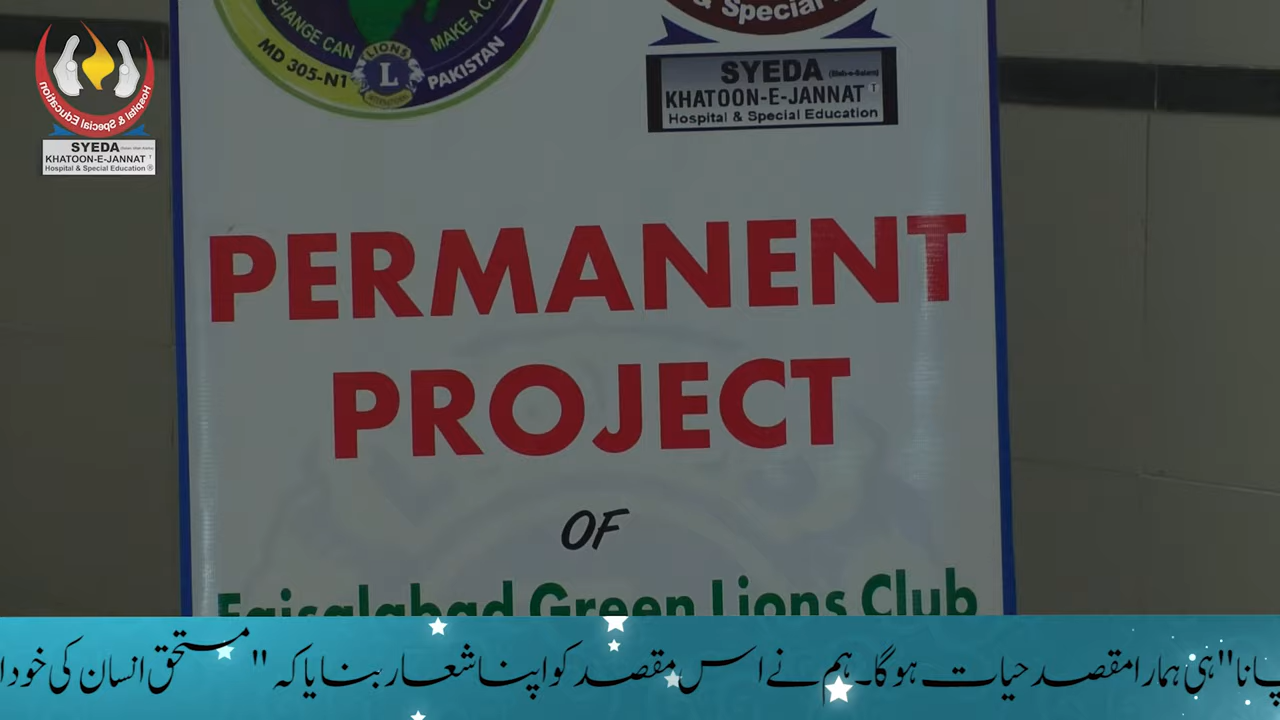 CHANGE CAN MAKE A
MD 305-N1 LIONS PAKISTAN
L
& Special
SYEDA
KHATOON-E-JANNAT
Hospital & Special Education
Hospital & Special Education
SYEDA
KHATOON-E-JANNAT
Hospital & Special Education ®
PERMANENT
PROJECT
OF
Faisalabad Green Lions Club
پانا" ہی ہمارا مقصد حیات ہوگا۔ ہم نے اس مقصد کو اپنا شعار بنایا کہ "مستحق انسان کی خود